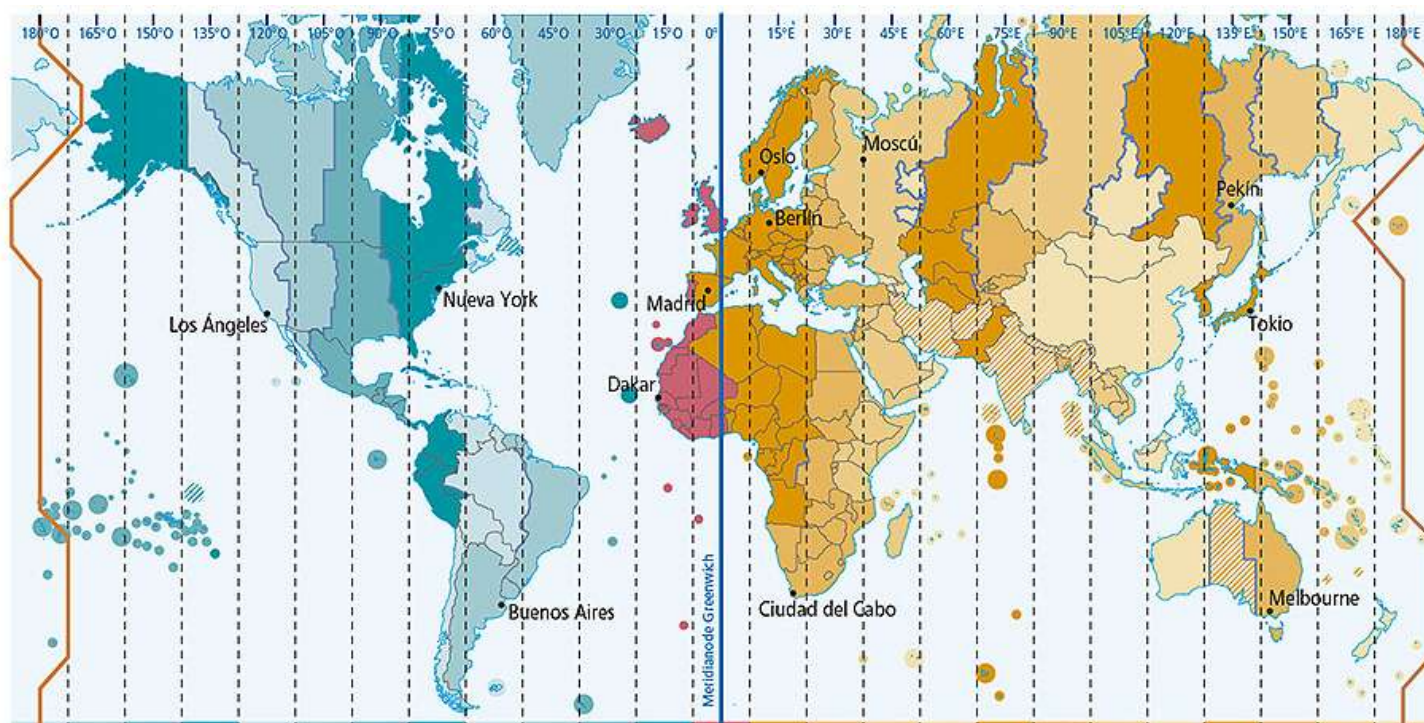 180°O 165°O 150°O 135°O 120°O 105°O 90°O 75°O 60°O 45°O 30°O 15°O 0° 15°E 30°E 45°E 60°E 75°E 90°E 105°E 120°E 135°E 150°E 165°E 180°E
Oslo
Moscú
Pekín
Berlín
Madrid
Nueva York
Los Ángeles
Tokio
Dakar
Ciudad del Cabo
Melbourne
Buenos Aires
Meridianode Greenwich